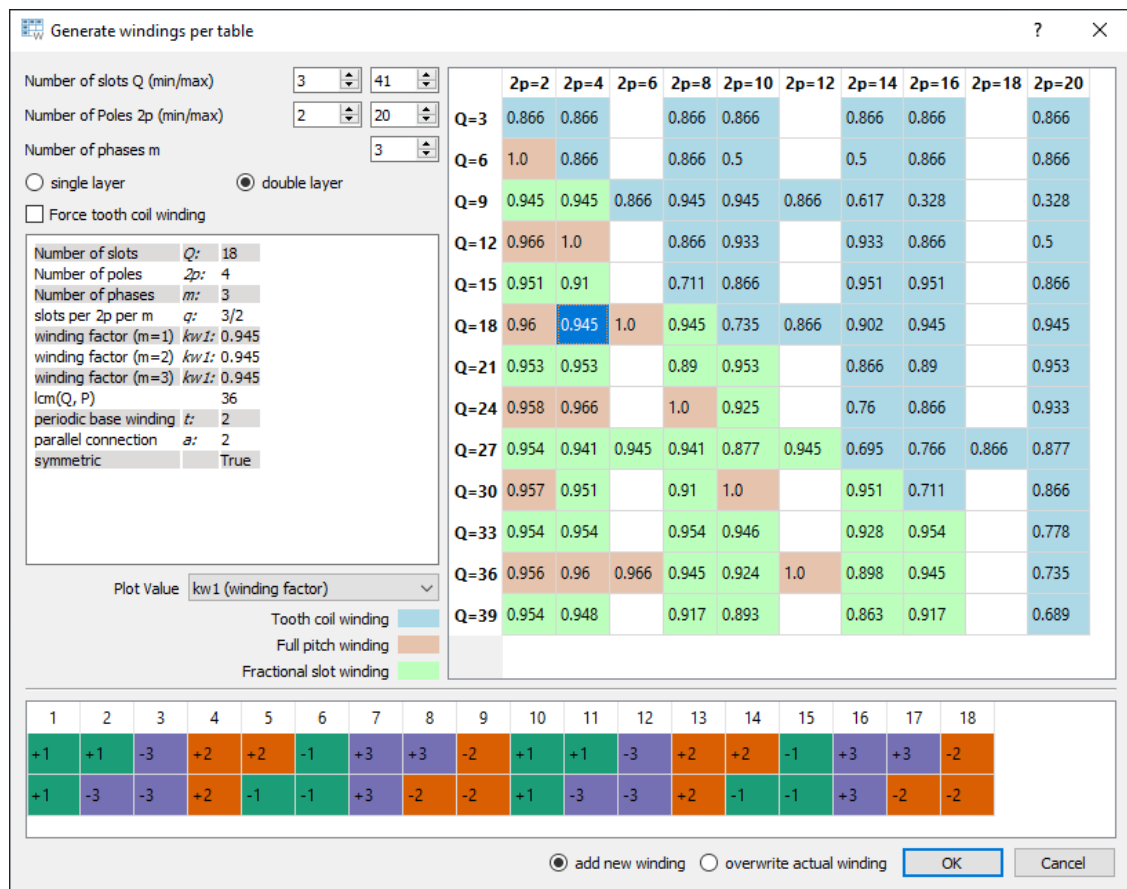 Generate windings per table ?
Number of slots Q (min/max) 3 41
Number of Poles 2p (min/max) 2 20
Number of phases m 3
single layer double layer
Force tooth coil winding
Number of slots Q: 18
Number of poles 2p: 4
Number of phases m: 3
slots per 2p per m q: 3/2
winding factor (m=1) kw1: 0.945
winding factor (m=2) kw1: 0.945
winding factor (m=3) kw1: 0.945
lcm(Q, P) 36
periodic base winding t: 2
parallel connection a: 2
symmetric True
Plot Value kw1 (winding factor)
Tooth coil winding
Full pitch winding
Fractional slot winding
2p=2 2p=4 2p=6 2p=8 2p=10 2p=12 2p=14 2p=16 2p=18 2p=20
Q=3 0.866 0.866 0.866 0.866 0.866 0.866 0.866
Q=6 1.0 0.866 0.866 0.5 0.5 0.866 0.866
Q=9 0.945 0.945 0.866 0.945 0.945 0.866 0.617 0.328 0.328
Q=12 0.966 1.0 0.866 0.933 0.933 0.866 0.5
Q=15 0.951 0.91 0.711 0.866 0.951 0.951 0.866
Q=18 0.96 0.945 1.0 0.945 0.735 0.866 0.902 0.945 0.945
Q=21 0.953 0.953 0.89 0.953 0.866 0.89 0.953
Q=24 0.958 0.966 1.0 0.925 0.76 0.866 0.933
Q=27 0.954 0.941 0.945 0.941 0.877 0.945 0.695 0.766 0.866 0.877
Q=30 0.957 0.951 0.91 1.0 0.951 0.711 0.866
Q=33 0.954 0.954 0.954 0.946 0.928 0.954 0.778
Q=36 0.956 0.96 0.966 0.945 0.924 1.0 0.898 0.945 0.735
Q=39 0.954 0.948 0.917 0.893 0.863 0.917 0.689
1 2 3 4 5 6 7 8 9 10 11 12 13 14 15 16 17 18
+1 +1 -3 +2 +2 -1 +3 +3 -2 +1 +1 -3 +2 +2 -1 +3 +3 -2
+1 -3 -3 +2 -1 -1 +3 -2 -2 +1 -3 -3 +2 -1 -1 +3 -2 -2
add new winding overwrite actual winding OK Cancel